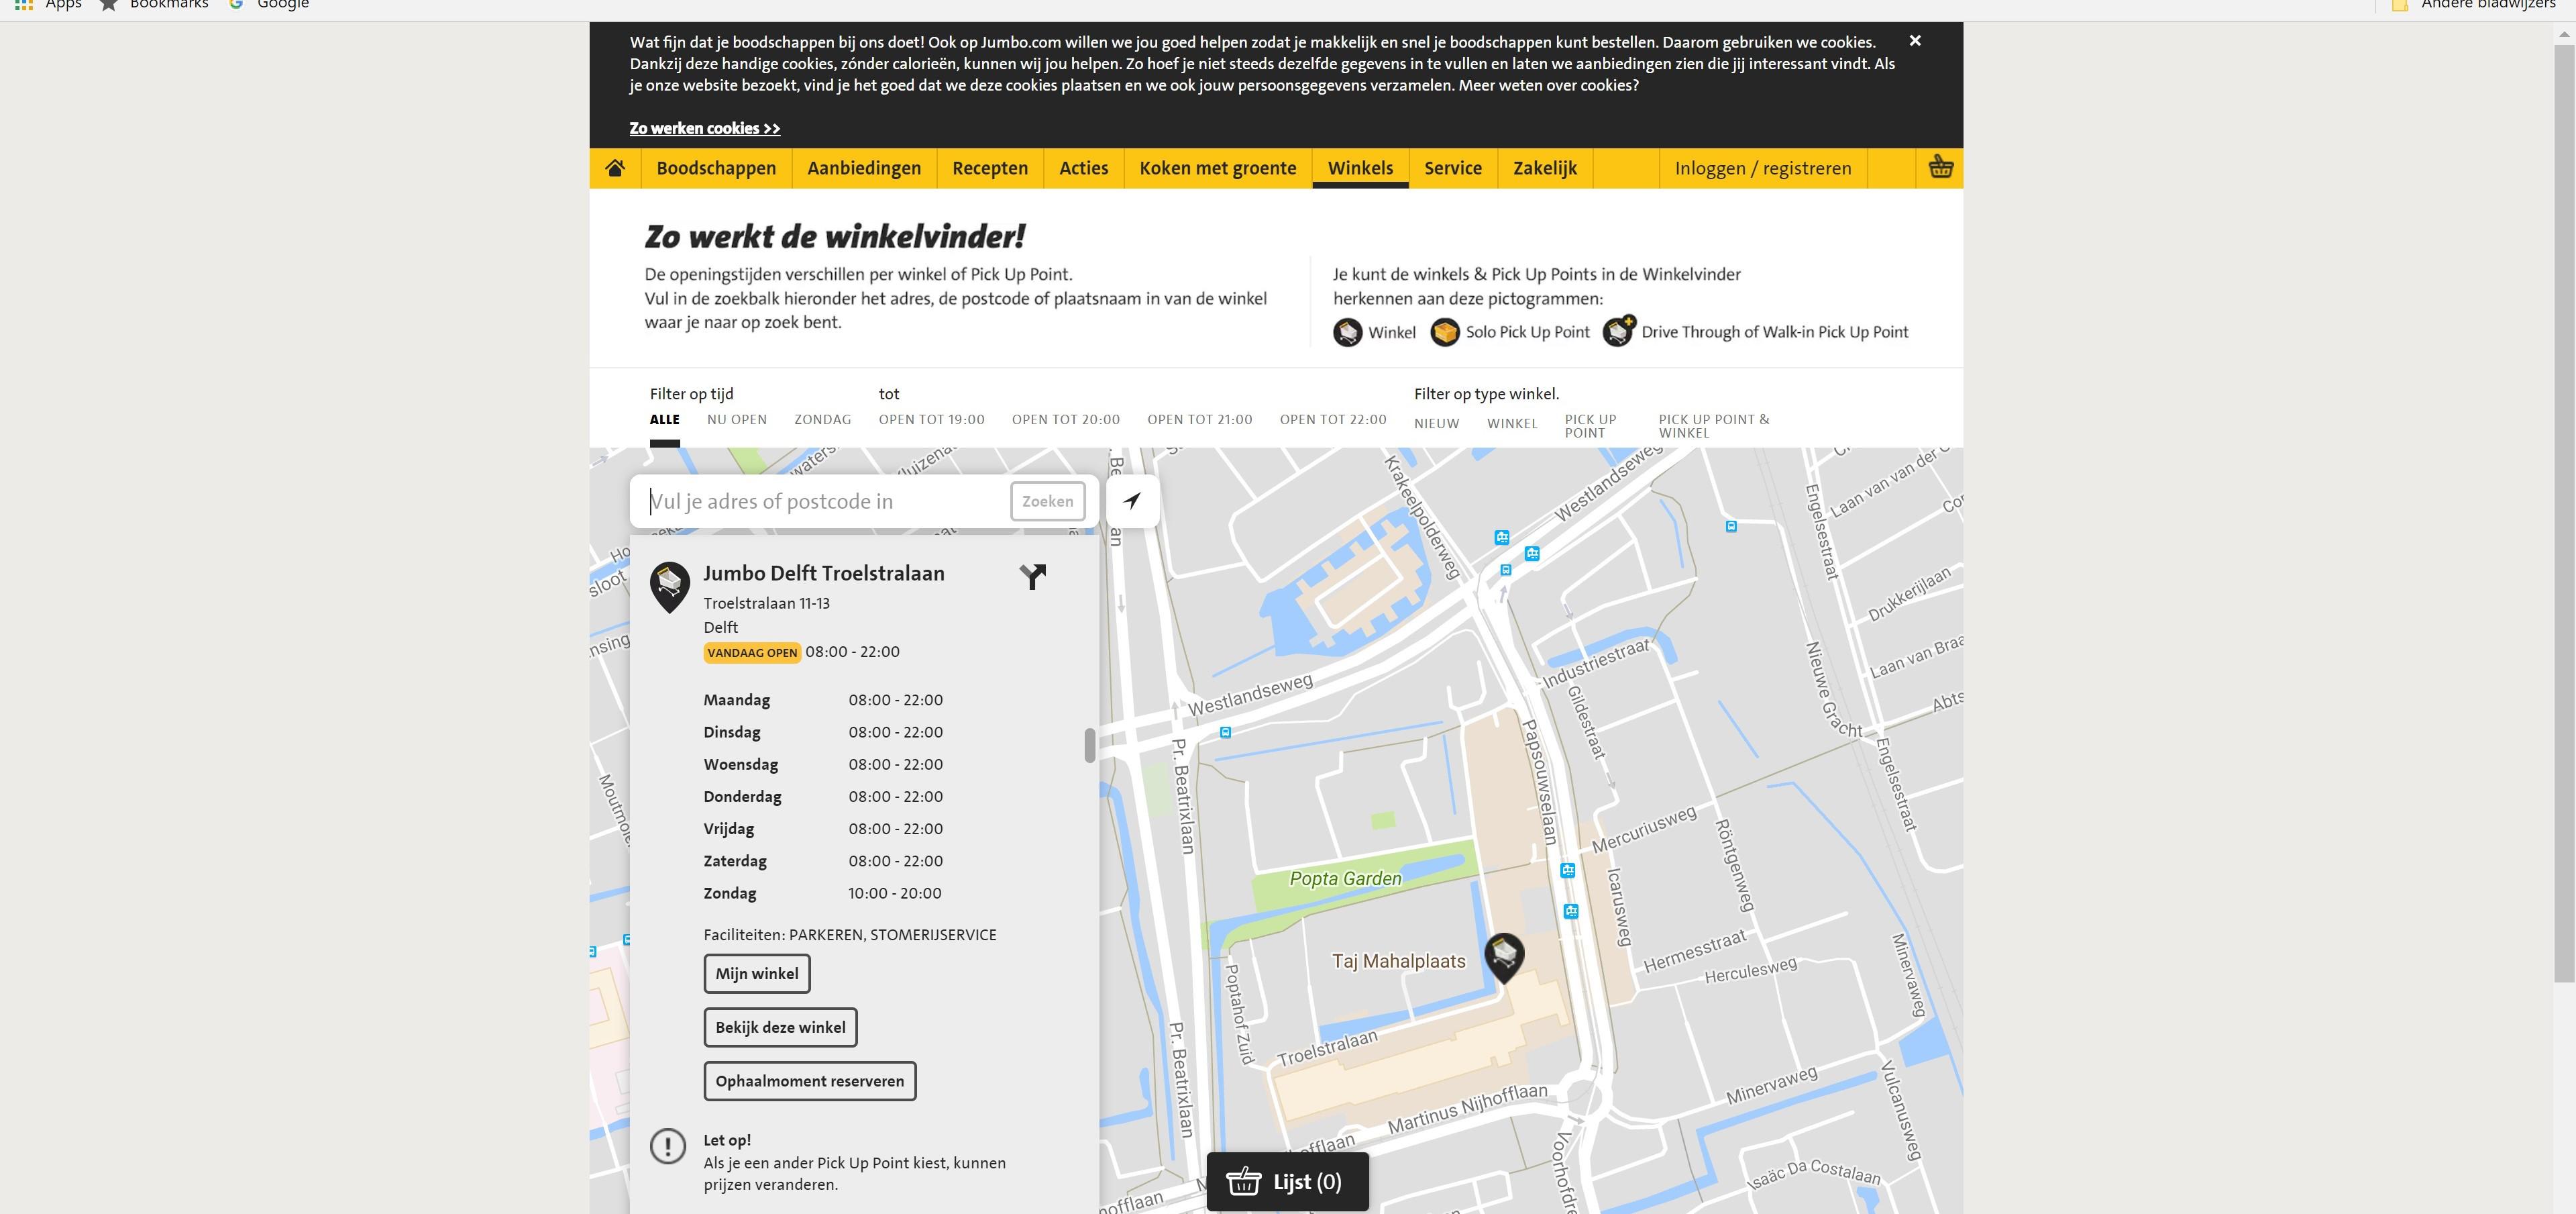 Apps
Bookmarks
Google
Andere bladwijzers
Wat fijn dat je boodschappen bij ons doet! Ook op Jumbo.com willen we jou goed helpen zodat je makkelijk en snel je boodschappen kunt bestellen. Daarom gebruiken we cookies.
Dankzij deze handige cookies, zónder calorieën, kunnen wij jou helpen. Zo hoef je niet steeds dezelfde gegevens in te vullen en laten we aanbiedingen zien die jij interessant vindt. Als
je onze website bezoekt, vind je het goed dat we deze cookies plaatsen en we ook jouw persoonsgegevens verzamelen. Meer weten over cookies?
Zo werken cookies >>
Boodschappen
Aanbiedingen
Recepten
Acties
Koken met groente
Winkels
Service
Zakelijk
Inloggen / registreren
Zo werkt de winkelvinder!
De openingstijden verschillen per winkel of Pick Up Point.
Vul in de zoekbalk hieronder het adres, de postcode of plaatsnaam in van de winkel
waar je naar op zoek bent.
Je kunt de winkels & Pick Up Points in de Winkelvinder
herkennen aan deze pictogrammen:
Winkel
Solo Pick Up Point
Drive Through of Walk-in Pick Up Point
Filter op tijd
tot
Filter op type winkel.
ALLE
NU OPEN
ZONDAG
OPEN TOT 19:00
OPEN TOT 20:00
OPEN TOT 21:00
OPEN TOT 22:00
NIEUW
WINKEL
PICK UP
POINT
PICK UP POINT &
WINKEL
Vul je adres of postcode in
Zoeken
Jumbo Delft Troelstralaan
Troelstralaan 11-13
Delft
VANDAAG OPEN 08:00 - 22:00
Maandag 08:00 - 22:00
Dinsdag 08:00 - 22:00
Woensdag 08:00 - 22:00
Donderdag 08:00 - 22:00
Vrijdag 08:00 - 22:00
Zaterdag 08:00 - 22:00
Zondag 10:00 - 20:00
Faciliteiten: PARKEREN, STOMERIJSERVICE
Mijn winkel
Bekijk deze winkel
Ophaalmoment reserveren
Let op!
Als je een ander Pick Up Point kiest, kunnen
prijzen veranderen.
Krakeelpolderweg
Westlandseweg
Engelsestraat
Laan van van der
Drukkerijlaan
Laan van Braa
Abts
Industriestraat
Gildestraat
Nieuwe Gracht
Engelsestraat
Westlandseweg
Pr. Beatrixlaan
Papsouwselaan
Mercuriusweg
Röntgenweg
Icarusweg
Popta Garden
Taj Mahalplaats
Hermesstraat
Herculesweg
Minervaweg
Poptahof Zuid
Troelstralaan
Pr. Beatrixlaan
Martinus Nijhofflaan
Minervaweg
Vulcanusweg
Isaäc Da Costalaan
Voorhofdre
hofflaan
Lijst (0)